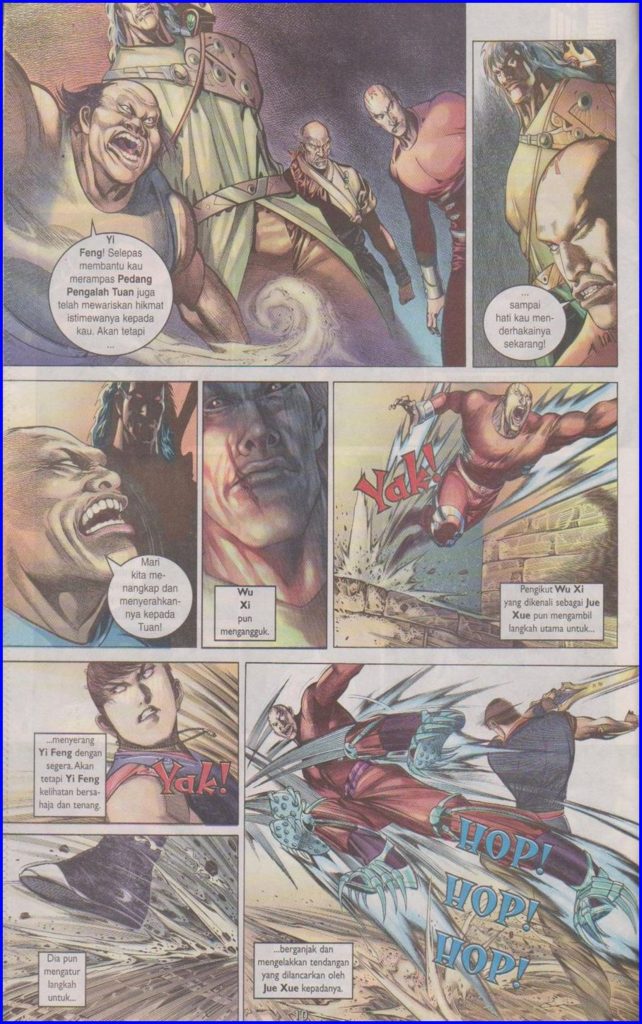 Yi
Feng! Selepas
membantu kau
merampas Pedang
Pengalah Tuan juga
telah mewariskan hikmat
istimewanya kepada
kau. Akan tetapi
...
...
sampai
hati kau men-
derhakainya
sekarang!
Mari
kita me-
nangkap dan
menyerahkan-
nya kepada
Tuan!
Wu
Xi
pun
mengangguk.
Yak!
Pengikut Wu Xi
yang dikenali sebagai Jue
Xue pun mengambil
langkah utama untuk...
...menyerang
Yi Feng dengan
segera. Akan
tetapi Yi Feng
kelihatan bersa-
haja dan tenang.
Yak!
Dia pun
mengatur
langkah
untuk...
HOP!
HOP!
HOP!
...berganjak dan
mengelakkan tendangan
yang dilancarkan oleh
Jue Xue kepadanya.
10